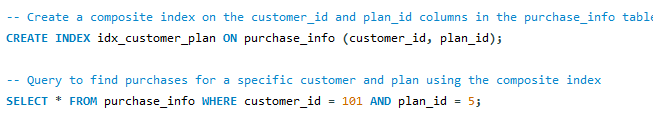 -- Create a composite index on the customer_id and plan_id columns in the purchase_info table
CREATE INDEX idx_customer_plan ON purchase_info (customer_id, plan_id);
-- Query to find purchases for a specific customer and plan using the composite index
SELECT * FROM purchase_info WHERE customer_id = 101 AND plan_id = 5;